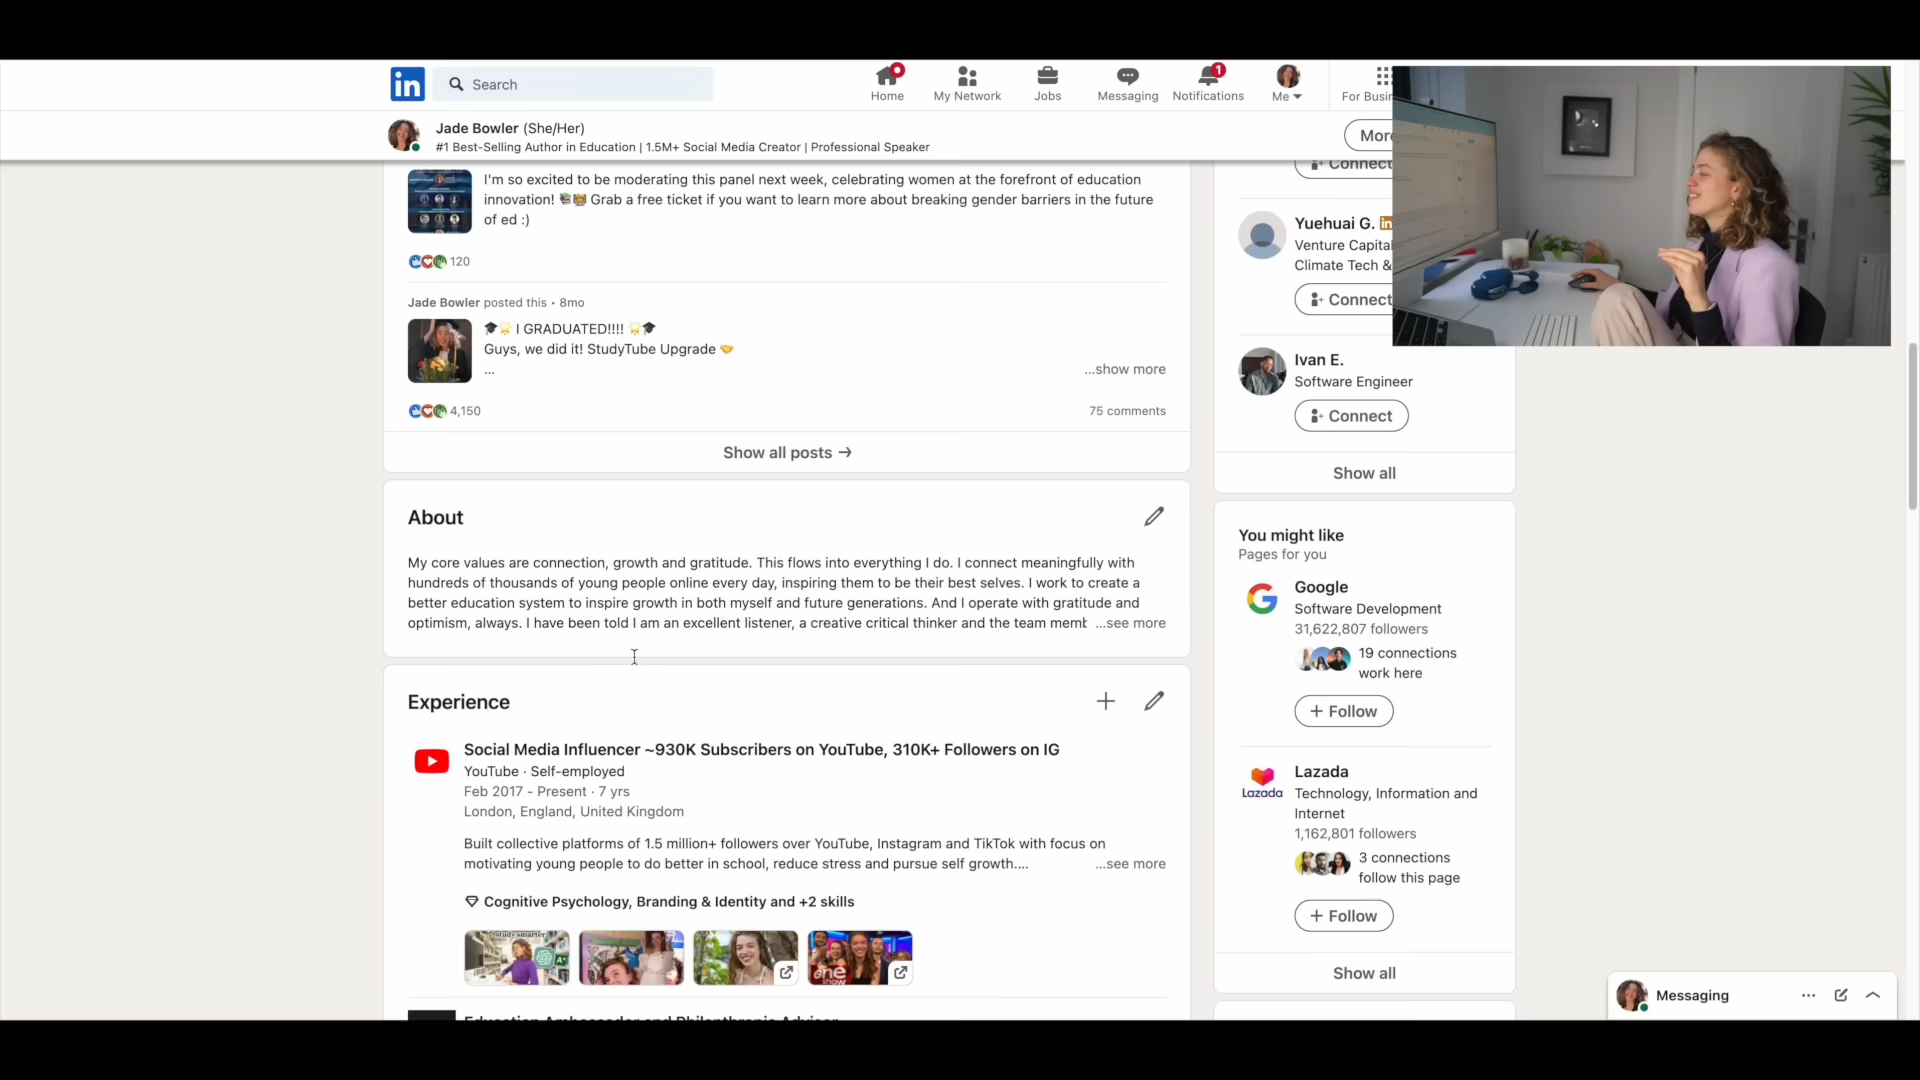 in
Search
Home
My Network
Jobs
Messaging
1
Notifications
Me
For Busin
Jade Bowler (She/Her)
#1 Best-Selling Author in Education | 1.5M+ Social Media Creator | Professional Speaker
More
I'm so excited to be moderating this panel next week, celebrating women at the forefront of education
innovation! 📚👯 Grab a free ticket if you want to learn more about breaking gender barriers in the future
of ed :)
120
Jade Bowler posted this • 8mo
🎓🌟 I GRADUATED!!!! 🌟🎓
Guys, we did it! StudyTube Upgrade 🤝
...
...show more
4,150
75 comments
Show all posts →
About
My core values are connection, growth and gratitude. This flows into everything I do. I connect meaningfully with
hundreds of thousands of young people online every day, inspiring them to be their best selves. I work to create a
better education system to inspire growth in both myself and future generations. And I operate with gratitude and
optimism, always. I have been told I am an excellent listener, a creative critical thinker and the team memb ...see more
Experience
Social Media Influencer ~930K Subscribers on YouTube, 310K+ Followers on IG
YouTube · Self-employed
Feb 2017 - Present · 7 yrs
London, England, United Kingdom
Built collective platforms of 1.5 million+ followers over YouTube, Instagram and TikTok with focus on
motivating young people to do better in school, reduce stress and pursue self growth....
...see more
Cognitive Psychology, Branding & Identity and +2 skills
study smarter
A*
one
Education Ambassador and Philanthropic Advisor
Connect
Yuehuai G. in
Venture Capita
Climate Tech &
Connect
Ivan E.
Software Engineer
Connect
Show all
You might like
Pages for you
Google
Software Development
31,622,807 followers
19 connections
work here
+ Follow
Lazada
Lazada
Technology, Information and
Internet
1,162,801 followers
3 connections
follow this page
+ Follow
Show all
Messaging